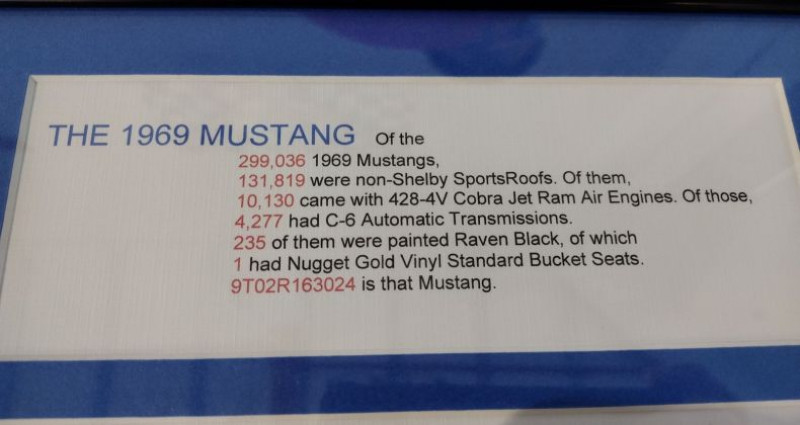 THE 1969 MUSTANG Of the
299,036 1969 Mustangs,
131,819 were non-Shelby SportsRoofs. Of them,
10,130 came with 428-4V Cobra Jet Ram Air Engines. Of those,
4,277 had C-6 Automatic Transmissions.
235 of them were painted Raven Black, of which
1 had Nugget Gold Vinyl Standard Bucket Seats.
9T02R163024 is that Mustang.